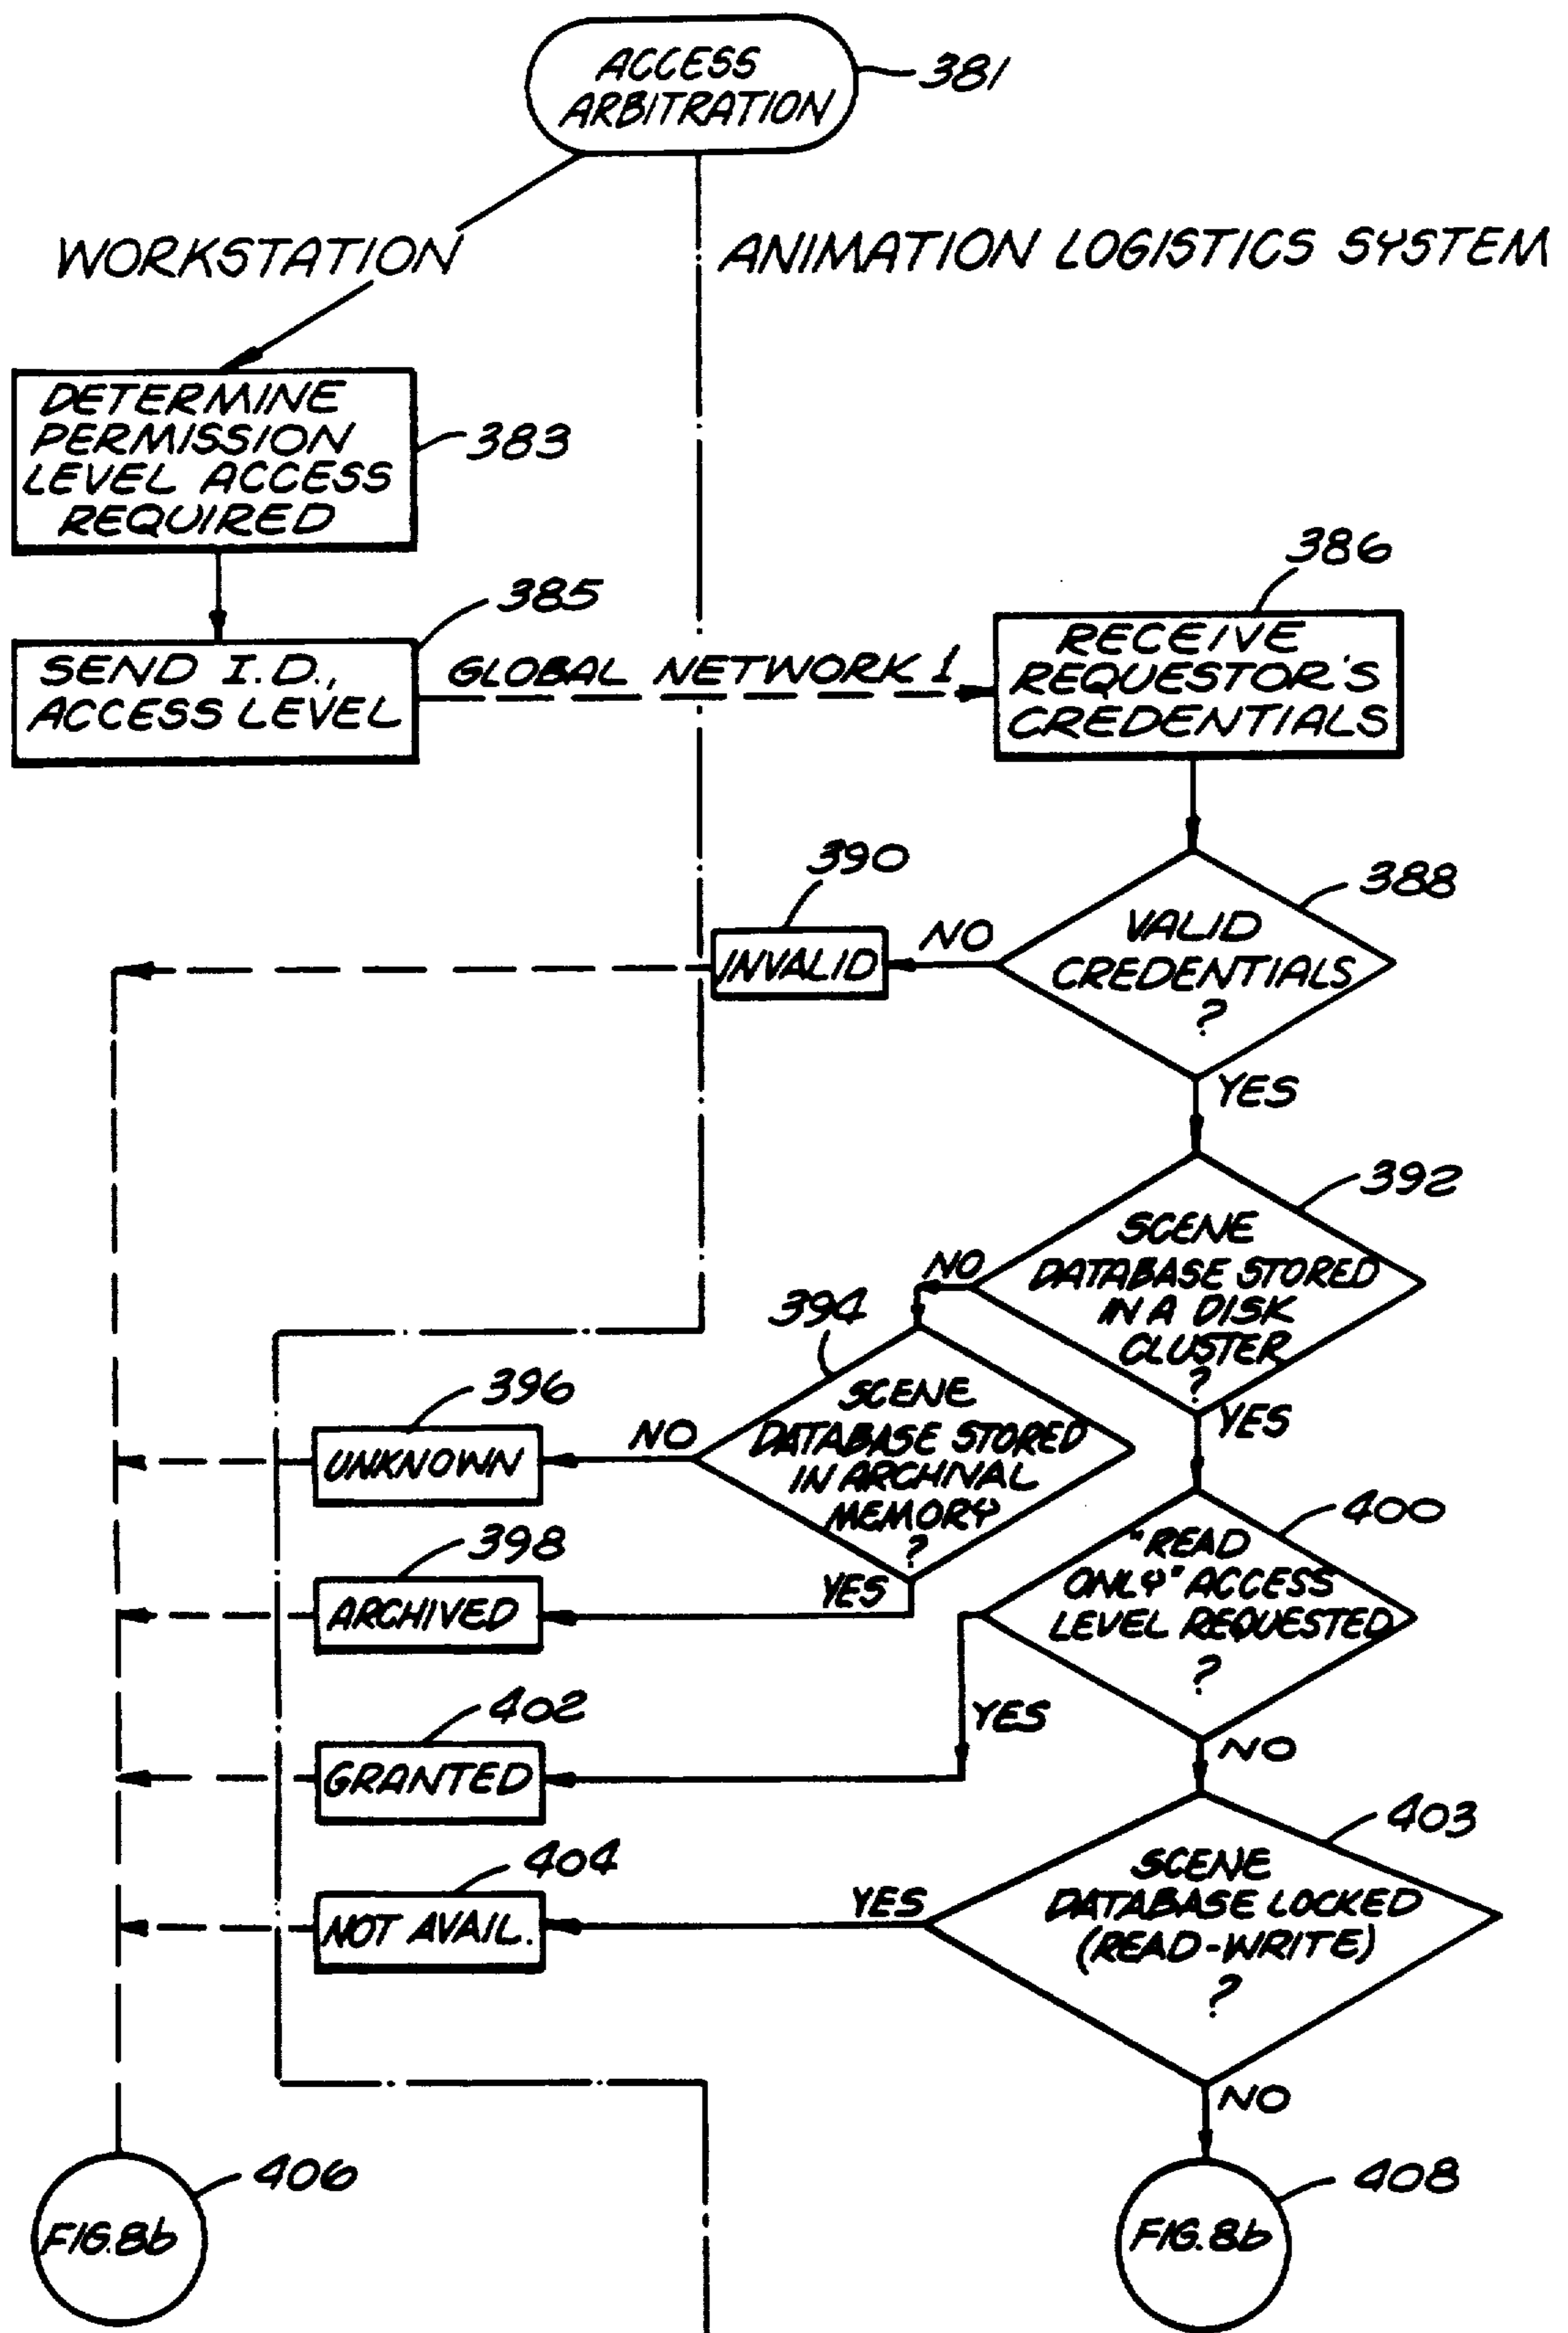 ACCESS
ARBITRATION
381
WORKSTATION
ANIMATION LOGISTICS SYSTEM
DETERMINE
PERMISSION
LEVEL ACCESS
REQUIRED
383
385
SEND I.D.,
ACCESS LEVEL
GLOBAL NETWORK 1
386
RECEIVE
REQUESTOR'S
CREDENTIALS
390
INVALID
NO
388
VALID
CREDENTIALS
?
YES
392
SCENE
DATABASE STORED
IN A DISK
CLUSTER
?
NO
YES
394
SCENE
DATABASE STORED
IN ARCHIVAL
MEMORY
?
396
UNKNOWN
NO
398
ARCHIVED
YES
400
"READ
ONLY" ACCESS
LEVEL REQUESTED
?
402
GRANTED
YES
NO
403
SCENE
DATABASE LOCKED
(READ-WRITE)
?
404
NOT AVAIL.
YES
NO
406
FIG.8b
408
FIG.8b